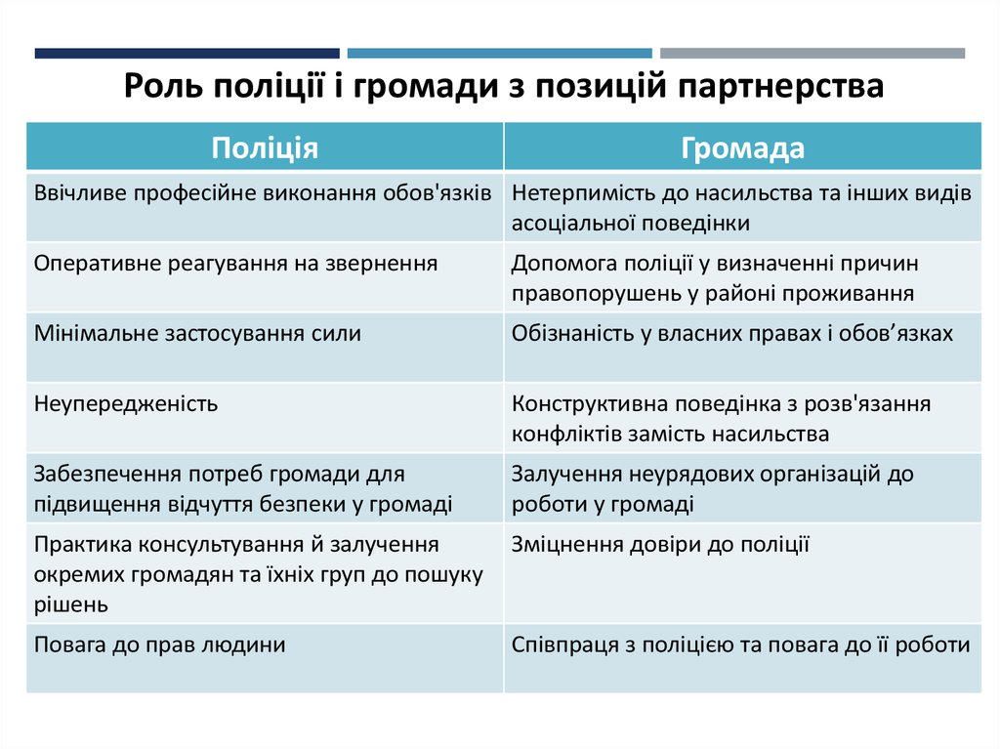 Роль поліції і громади з позицій партнерства
Поліція
Громада
Ввічливе професійне виконання обов'язків
Нетерпимість до насильства та інших видів
асоціальної поведінки
Оперативне реагування на звернення
Допомога поліції у визначенні причин
правопорушень у районі проживання
Мінімальне застосування сили
Обізнаність у власних правах і обов’язках
Неупередженість
Конструктивна поведінка з розв'язання
конфліктів замість насильства
Забезпечення потреб громади для
підвищення відчуття безпеки у громаді
Залучення неурядових організацій до
роботи у громаді
Практика консультування й залучення
окремих громадян та їхніх груп до пошуку
рішень
Зміцнення довіри до поліції
Повага до прав людини
Співпраця з поліцією та повага до її роботи